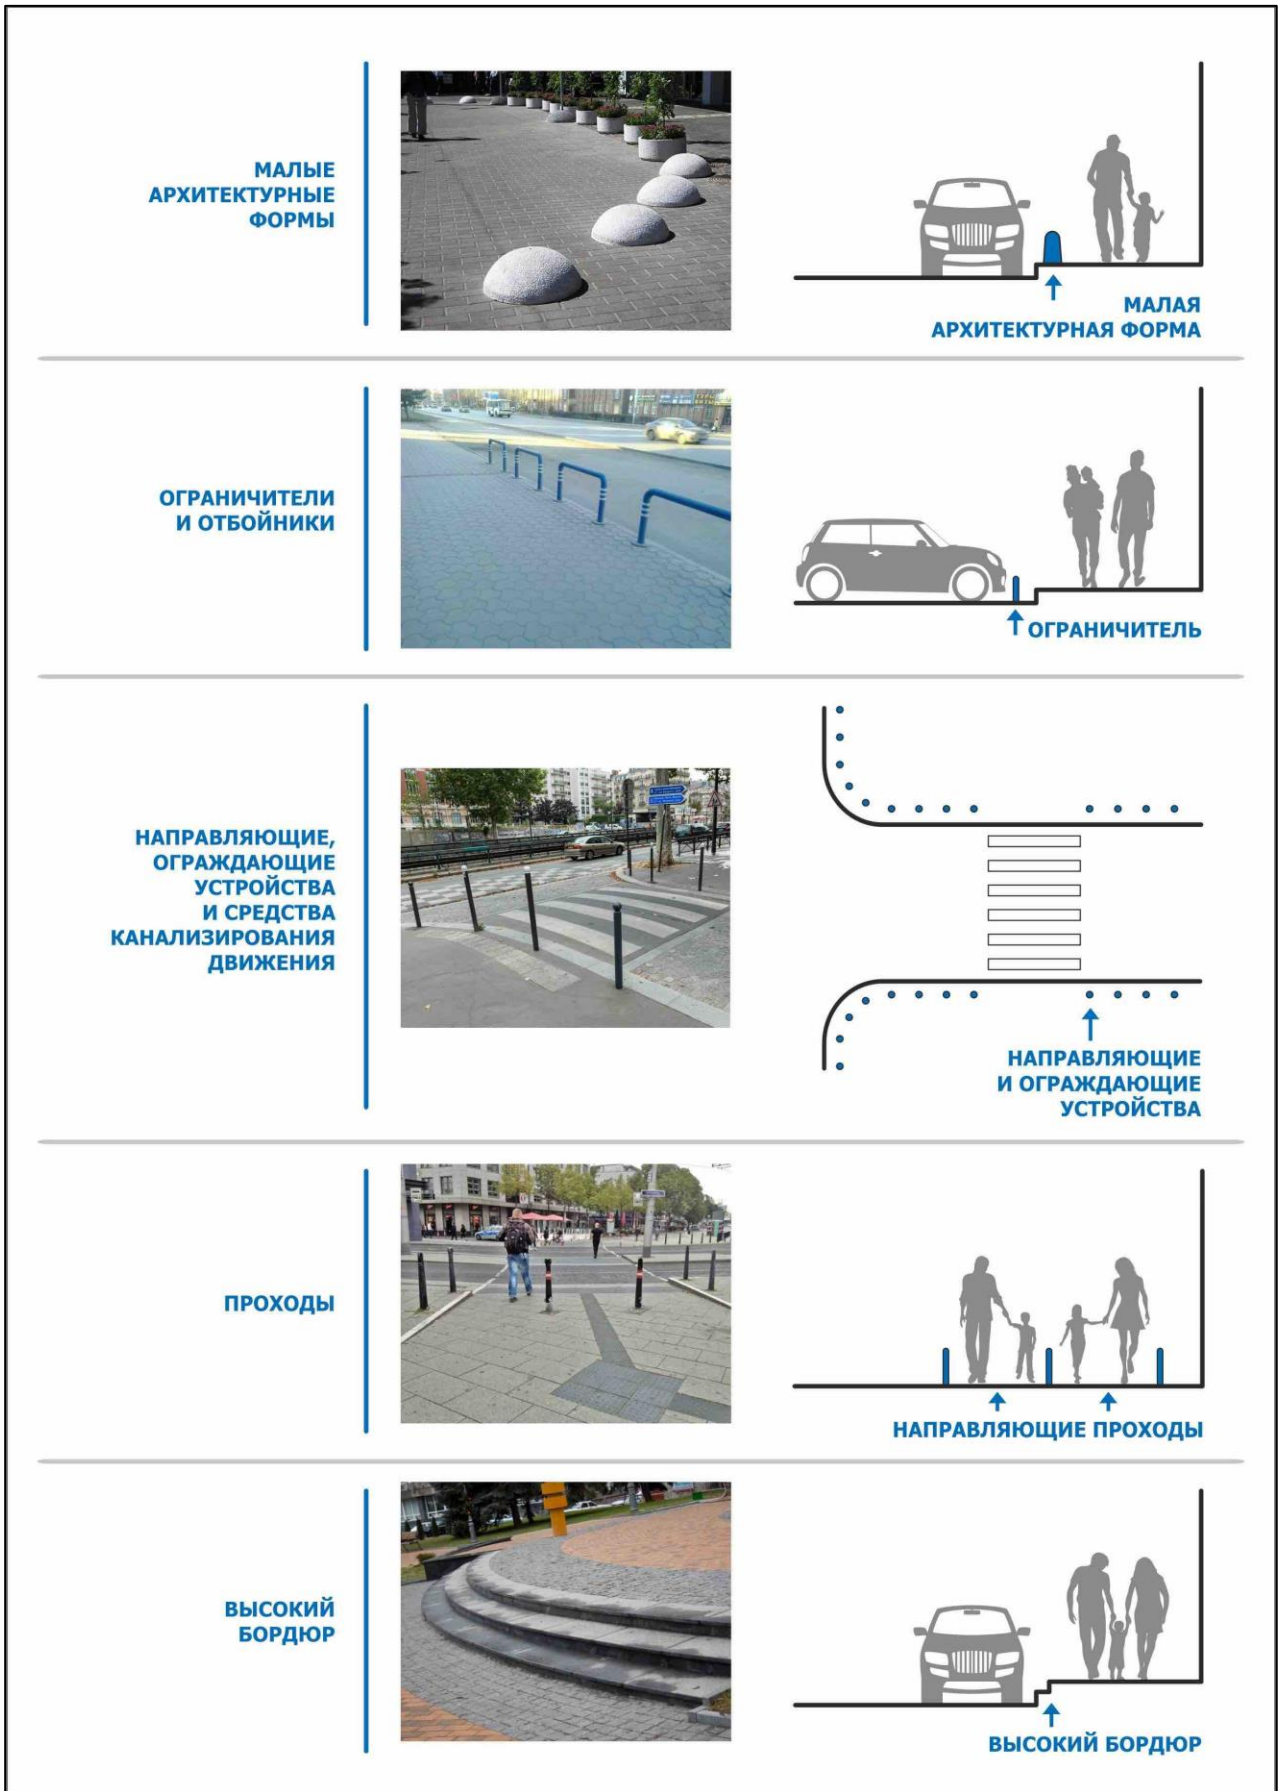 МАЛЫЕ
АРХИТЕКТУРНЫЕ
ФОРМЫ
МАЛАЯ
АРХИТЕКТУРНАЯ ФОРМА
ОГРАНИЧИТЕЛИ
И ОТБОЙНИКИ
ОГРАНИЧИТЕЛЬ
НАПРАВЛЯЮЩИЕ,
ОГРАЖДАЮЩИЕ
УСТРОЙСТВА
И СРЕДСТВА
КАНАЛИЗИРОВАНИЯ
ДВИЖЕНИЯ
НАПРАВЛЯЮЩИЕ
И ОГРАЖДАЮЩИЕ
УСТРОЙСТВА
ПРОХОДЫ
НАПРАВЛЯЮЩИЕ ПРОХОДЫ
ВЫСОКИЙ
БОРДЮР
ВЫСОКИЙ БОРДЮР